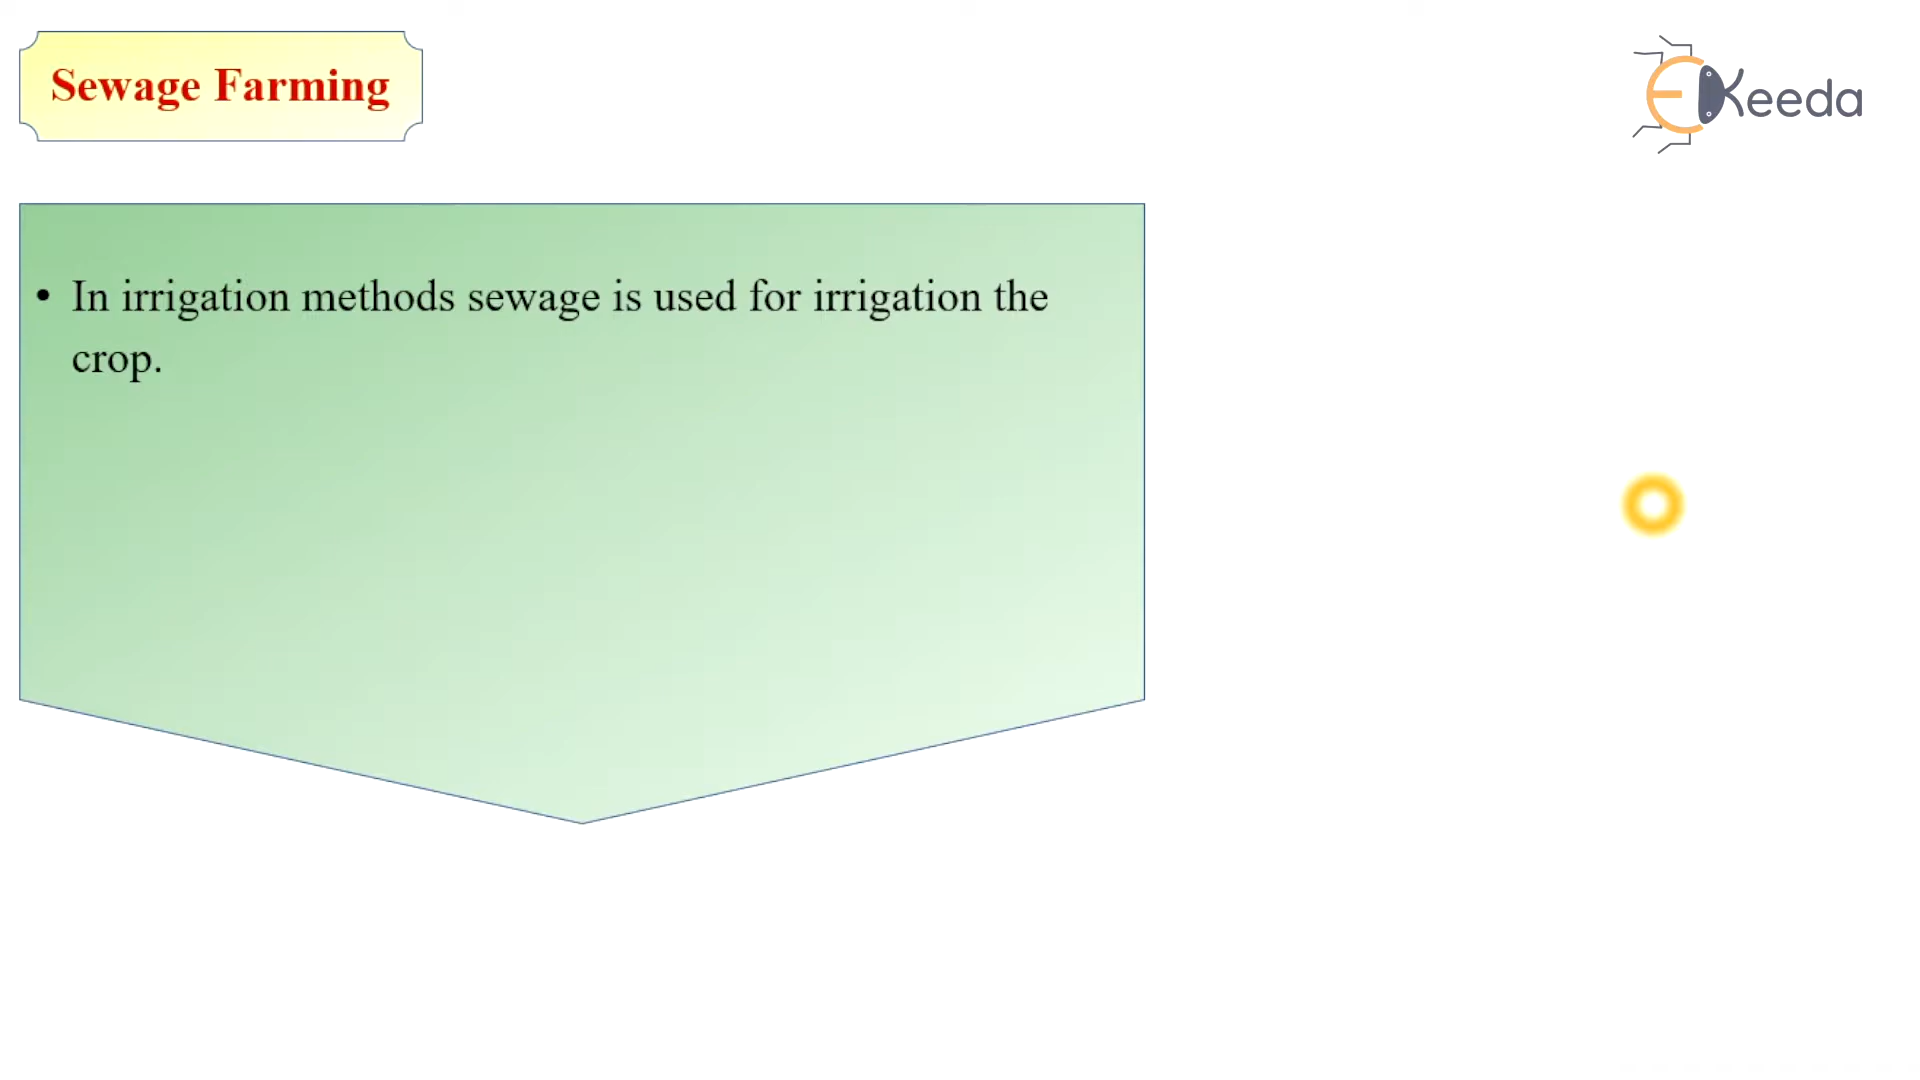 Sewage Farming
EKeeda
• In irrigation methods sewage is used for irrigation the
crop.